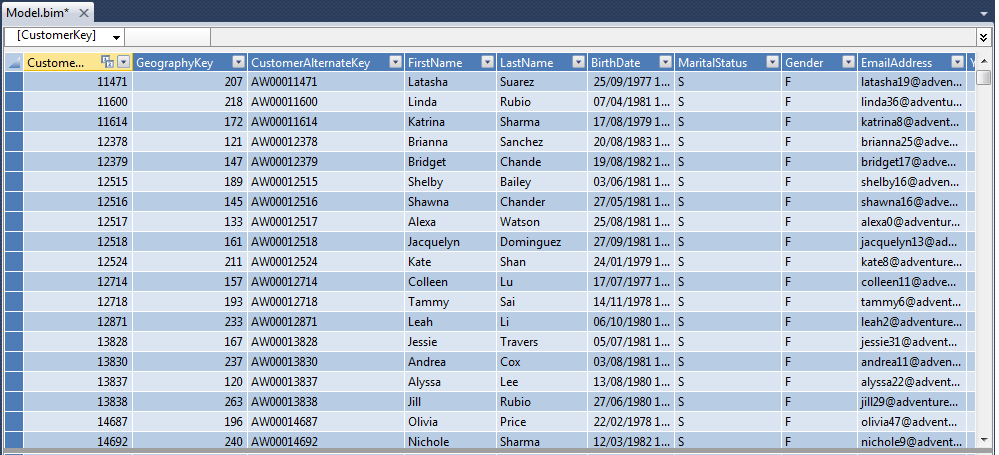 Model.bim*
[CustomerKey]
Custome... GeographyKey CustomerAlternateKey FirstName LastName BirthDate MaritalStatus Gender EmailAddress Y
11471 207 AW00011471 Latasha Suarez 25/09/1977 1... S F latasha19@adven...
11600 218 AW00011600 Linda Rubio 07/04/1981 1... S F linda36@adventu...
11614 172 AW00011614 Katrina Sharma 17/08/1979 1... S F katrina8@advent...
12378 121 AW00012378 Brianna Sanchez 20/08/1983 1... S F brianna25@adve...
12379 147 AW00012379 Bridget Chande 19/08/1982 1... S F bridget17@adve...
12515 189 AW00012515 Shelby Bailey 03/06/1981 1... S F shelby16@adven...
12516 145 AW00012516 Shawna Chander 27/05/1981 1... S F shawna16@adve...
12517 133 AW00012517 Alexa Watson 25/08/1981 1... S F alexa0@adventur...
12518 161 AW00012518 Jacquelyn Dominguez 27/09/1981 1... S F jacquelyn13@ad...
12524 211 AW00012524 Kate Shan 24/01/1979 1... S F kate8@adventure...
12714 157 AW00012714 Colleen Lu 17/07/1977 1... S F colleen11@adve...
12718 193 AW00012718 Tammy Sai 14/11/1978 1... S F tammy6@advent...
12871 233 AW00012871 Leah Li 06/10/1980 1... S F leah2@adventure...
13828 167 AW00013828 Jessie Travers 05/07/1981 1... S F jessie31@advent...
13830 237 AW00013830 Andrea Cox 03/08/1981 1... S F andrea11@adven...
13837 120 AW00013837 Alyssa Lee 13/08/1980 1... S F alyssa22@advent...
13838 263 AW00013838 Jill Rubio 27/06/1980 1... S F jill29@adventure...
14687 196 AW00014687 Olivia Price 22/02/1978 1... S F olivia47@advent...
14692 240 AW00014692 Nichole Sharma 12/03/1982 1... S F nichole9@advent...